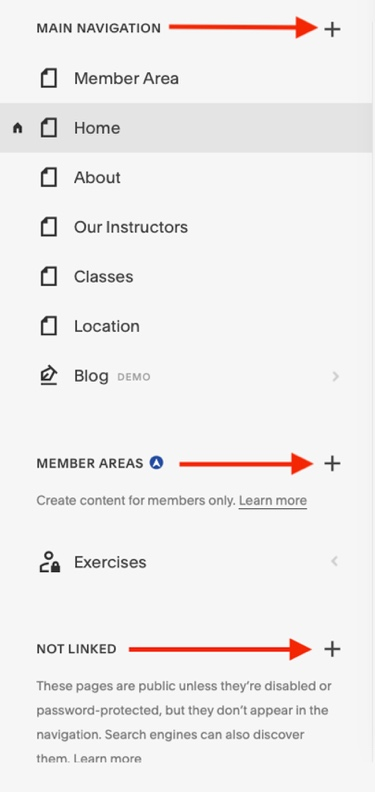 MAIN NAVIGATION
Member Area
Home
About
Our Instructors
Classes
Location
Blog DEMO
MEMBER AREAS
Create content for members only. Learn more
Exercises
NOT LINKED
These pages are public unless they're disabled or
password-protected, but they don't appear in the
navigation. Search engines can also discover
them. Learn more